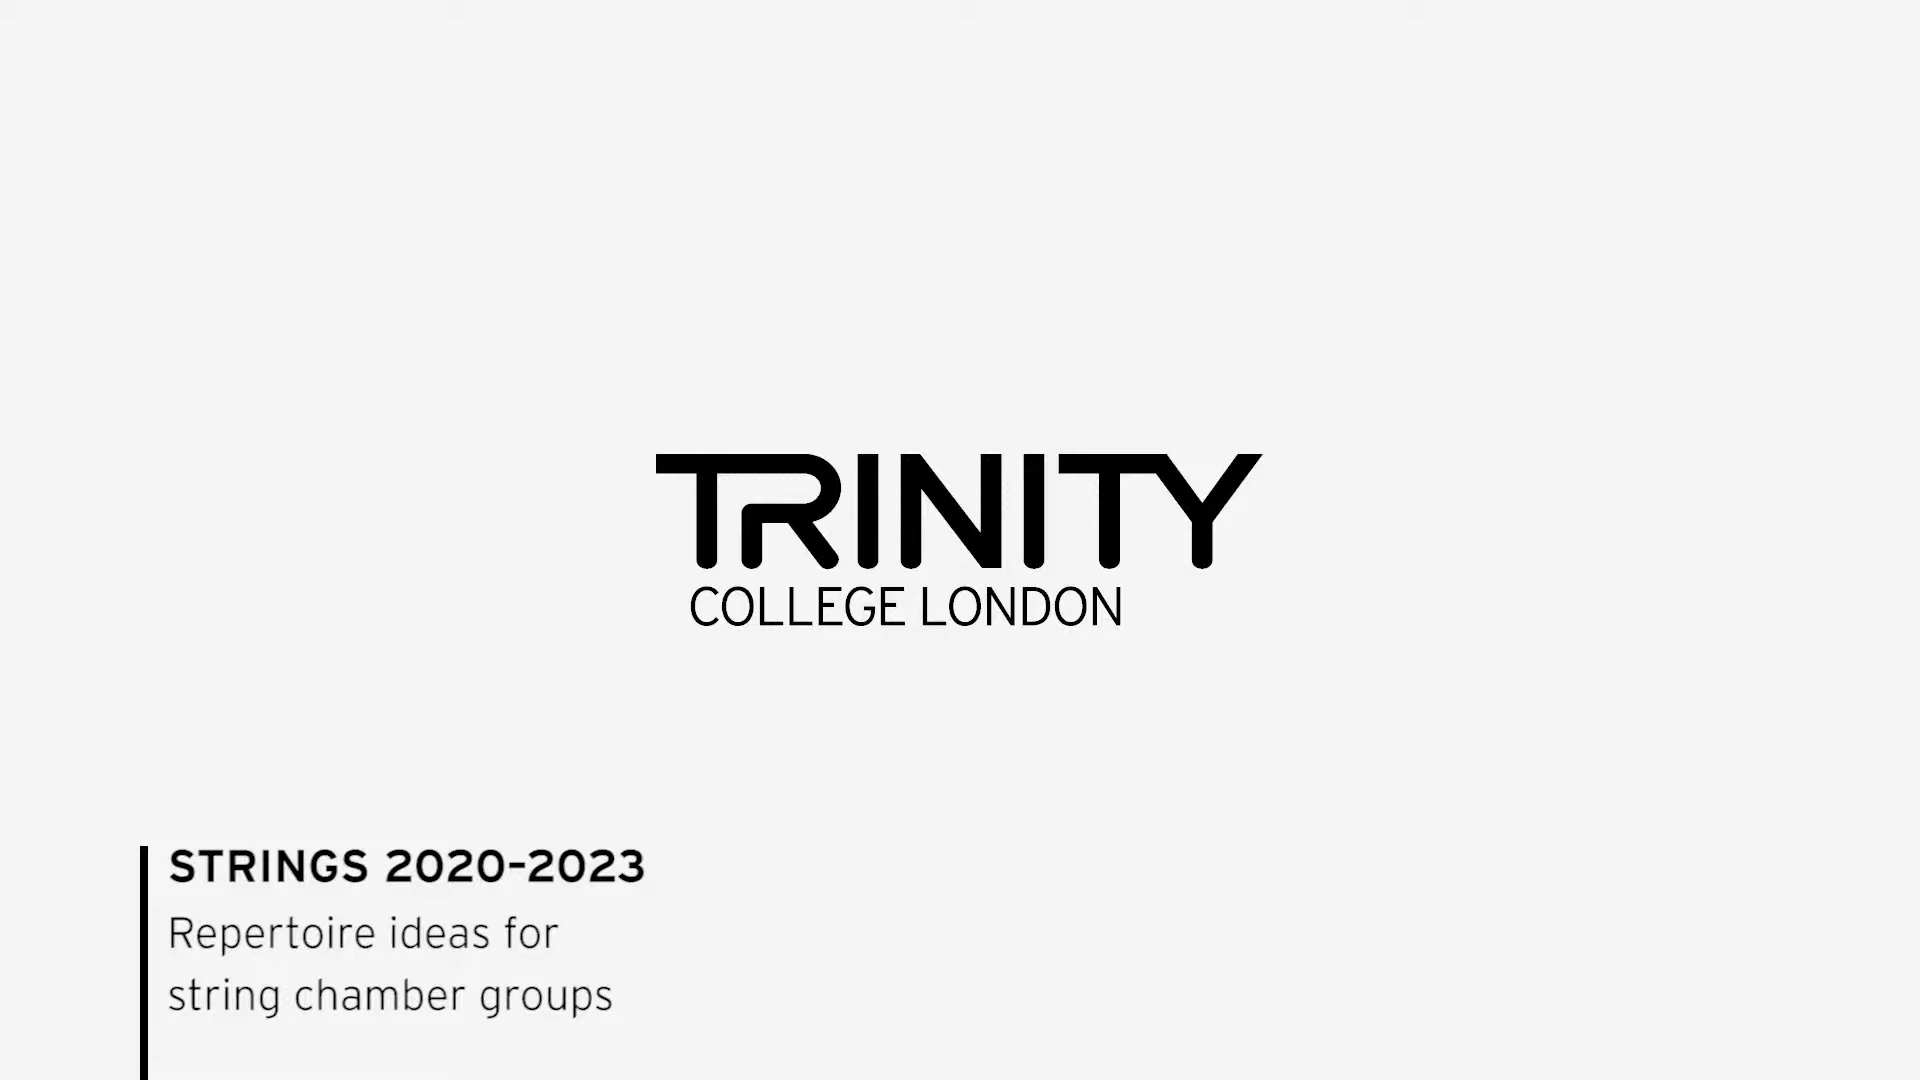 TRINITY
COLLEGE LONDON
STRINGS 2020-2023
Repertoire ideas for
string chamber groups